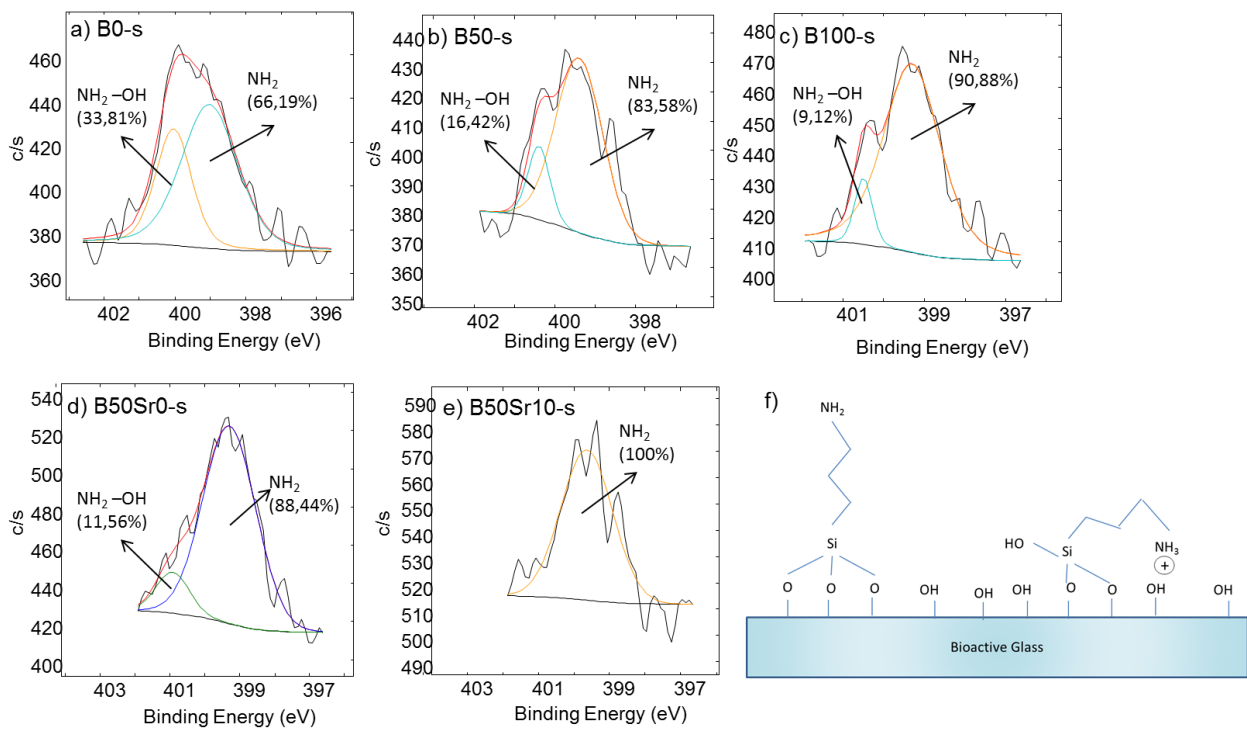 a) B0-s
460
440
420
400
380
360
c/s
NH2 –OH
(33,81%)
NH2
(66,19%)
402
400
398
396
Binding Energy (eV)
b) B50-s
440
430
420
410
400
390
380
370
360
350
c/s
NH2 –OH
(16,42%)
NH2
(83,58%)
402
400
398
Binding Energy (eV)
c) B100-s
480
470
460
450
440
430
420
410
400
c/s
NH2 –OH
(9,12%)
NH2
(90,88%)
401
399
397
Binding Energy (eV)
d) B50Sr0-s
540
520
500
480
460
440
420
400
c/s
NH2 –OH
(11,56%)
NH2
(88,44%)
403
401
399
397
Binding Energy (eV)
e) B50Sr10-s
590
580
570
560
550
540
530
520
510
500
490
c/s
NH2
(100%)
403
401
399
397
Binding Energy (eV)
f)
NH2
Si
HO
Si
NH3
+
O
O
O
OH
OH
OH
O
O
OH
OH
Bioactive Glass